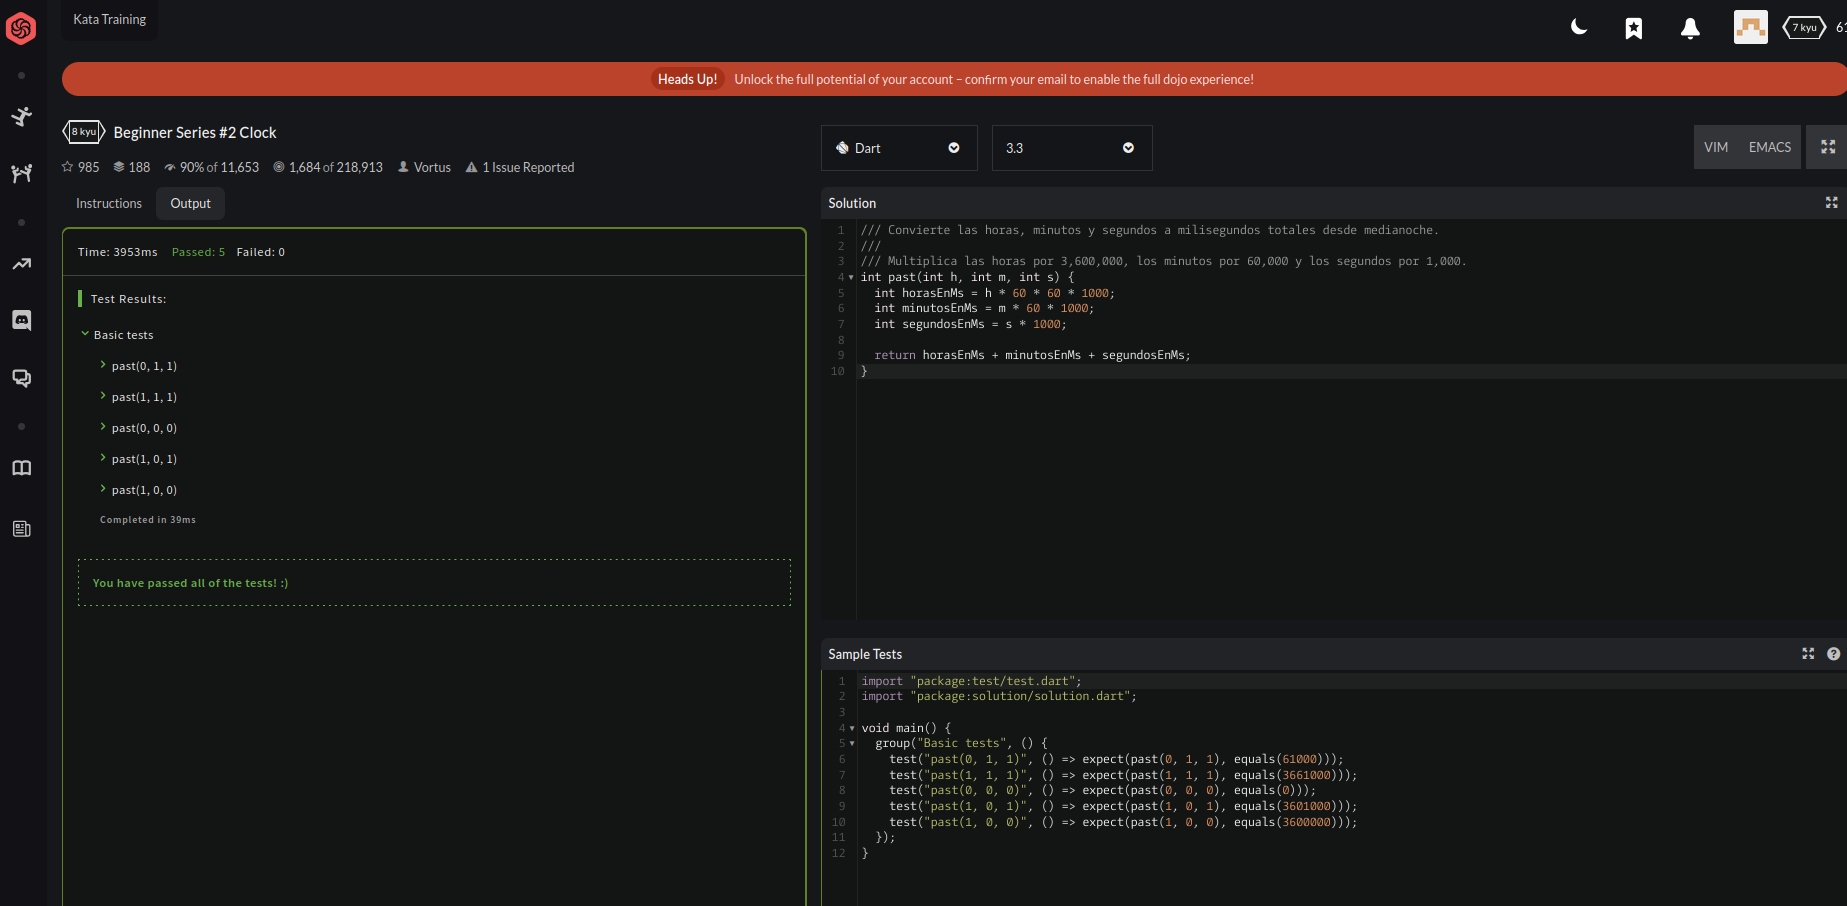 Kata Training
7 kyu
61
Heads Up! Unlock the full potential of your account – confirm your email to enable the full dojo experience!
8 kyu Beginner Series #2 Clock
985 188 90% of 11,653 1,684 of 218,913 Vortus 1 Issue Reported
Instructions Output
Time: 3953ms Passed: 5 Failed: 0
Test Results:
Basic tests
past(0, 1, 1)
past(1, 1, 1)
past(0, 0, 0)
past(1, 0, 1)
past(1, 0, 0)
Completed in 39ms
You have passed all of the tests! :)
Dart 3.3 VIM EMACS
Solution
1 /// Convierte las horas, minutos y segundos a milisegundos totales desde medianoche.
2 ///
3 /// Multiplica las horas por 3,600,000, los minutos por 60,000 y los segundos por 1,000.
4 int past(int h, int m, int s) {
5 int horasEnMs = h * 60 * 60 * 1000;
6 int minutosEnMs = m * 60 * 1000;
7 int segundosEnMs = s * 1000;
8
9 return horasEnMs + minutosEnMs + segundosEnMs;
10 }
Sample Tests
1 import "package:test/test.dart";
2 import "package:solution/solution.dart";
3
4 void main() {
5 group("Basic tests", () {
6 test("past(0, 1, 1)", () => expect(past(0, 1, 1), equals(61000)));
7 test("past(1, 1, 1)", () => expect(past(1, 1, 1), equals(3661000)));
8 test("past(0, 0, 0)", () => expect(past(0, 0, 0), equals(0)));
9 test("past(1, 0, 1)", () => expect(past(1, 0, 1), equals(3601000)));
10 test("past(1, 0, 0)", () => expect(past(1, 0, 0), equals(3600000)));
11 });
12 }